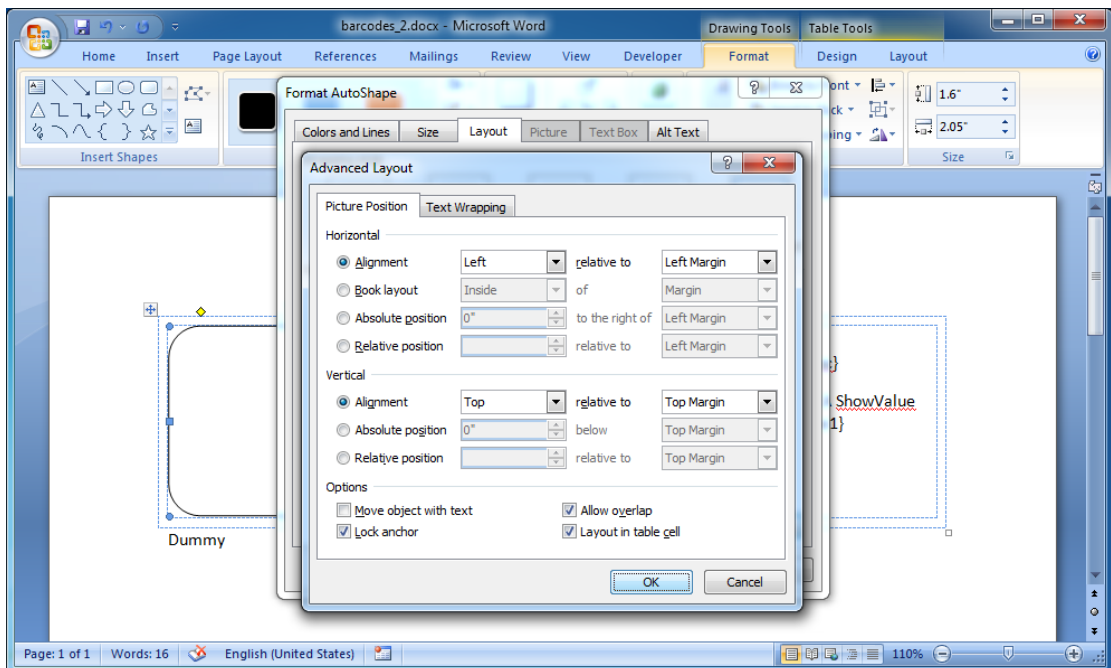 barcodes_2.docx - Microsoft Word
Drawing Tools Table Tools
Home Insert Page Layout References Mailings Review View Developer Format Design Layout
Format AutoShape
1.6"
2.05"
Insert Shapes
Size
Colors and Lines Size Layout Picture Text Box Alt Text
Advanced Layout
Picture Position Text Wrapping
Horizontal
Alignment Left relative to Left Margin
Book layout Inside of Margin
Absolute position 0" to the right of Left Margin
Relative position relative to Left Margin
Vertical
Alignment Top relative to Top Margin
Absolute position 0" below Top Margin
Relative position relative to Top Margin
Options
Move object with text Allow overlap
Lock anchor Layout in table cell
OK Cancel
}
ShowValue
1}
Dummy
Page: 1 of 1 Words: 16 English (United States) 110%